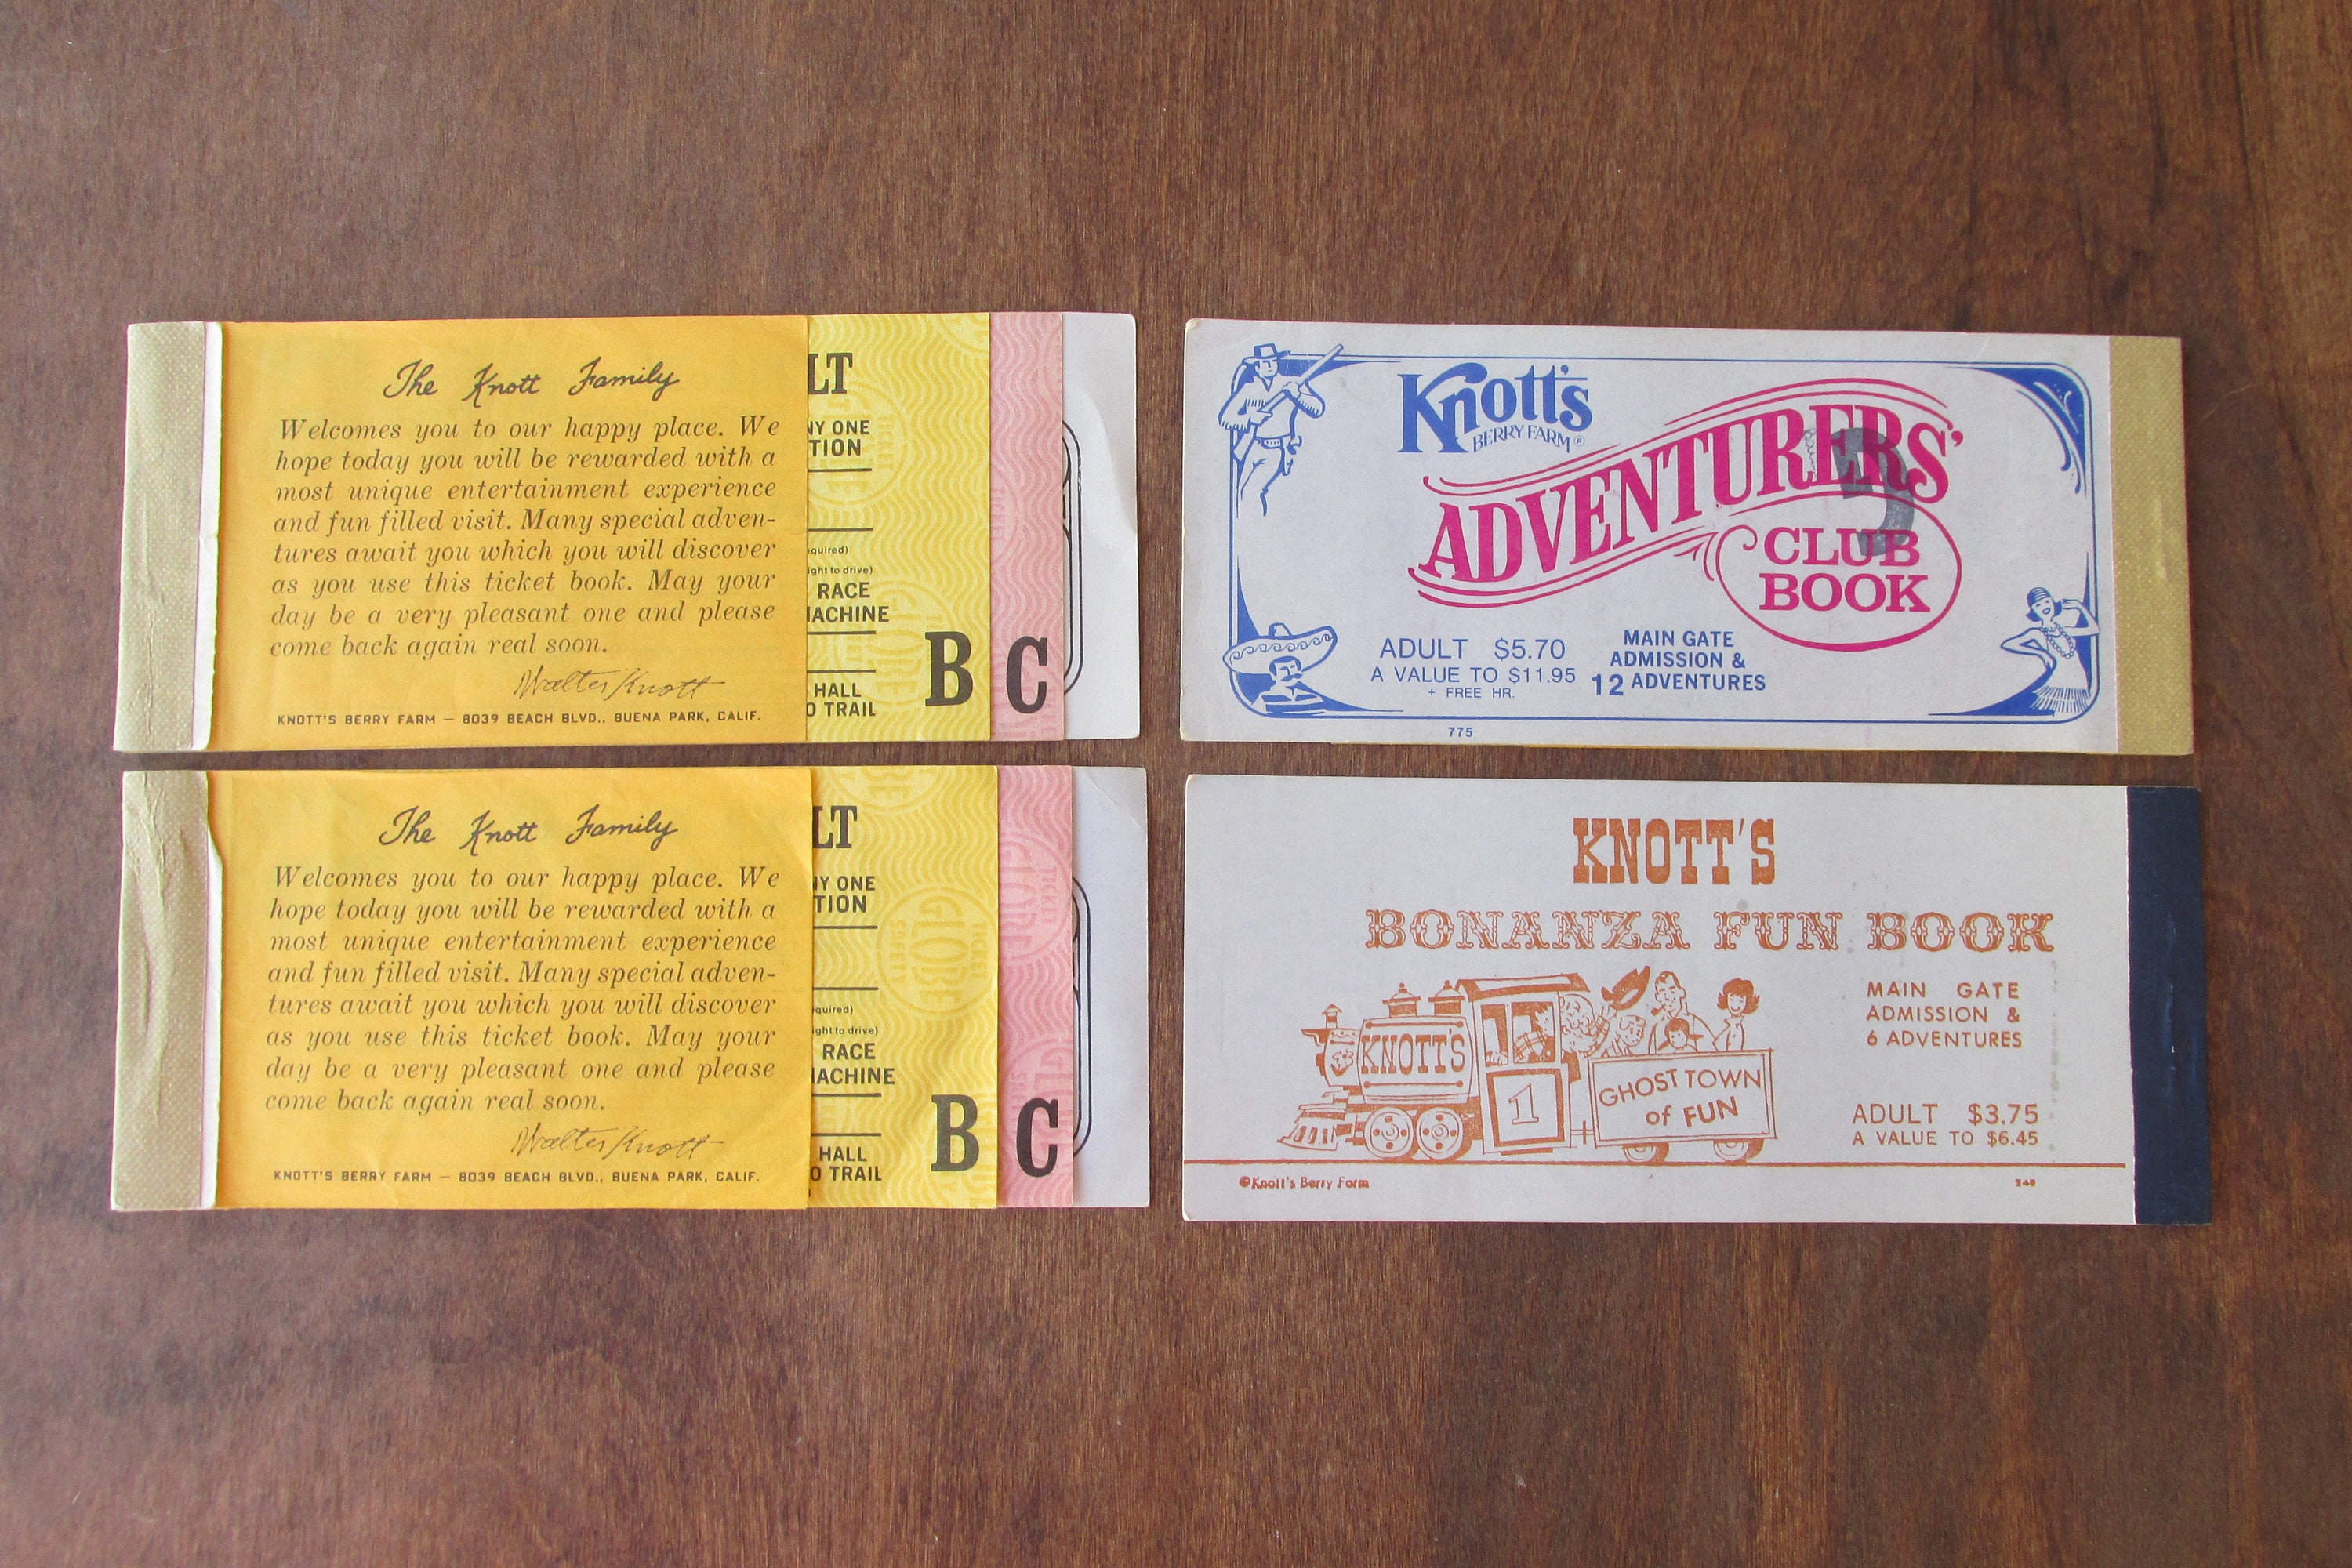 The Knott Family
Welcomes you to our happy place. We
hope today you will be rewarded with a
most unique entertainment experience
and fun filled visit. Many special adven-
tures await you which you will discover
as you use this ticket book. May your
day be a very pleasant one and please
come back again real soon.
Walter Knott
KNOTT'S BERRY FARM — 8039 BEACH BLVD., BUENA PARK, CALIF.
LT
NY ONE
TION
quired)
ight to drive)
RACE
MACHINE
HALL
O TRAIL
B
C
Knott's
BERRY FARM®
ADVENTURERS'
CLUB
BOOK
ADULT $5.70
A VALUE TO $11.95
+ FREE HR.
MAIN GATE
ADMISSION &
12 ADVENTURES
775
The Knott Family
Welcomes you to our happy place. We
hope today you will be rewarded with a
most unique entertainment experience
and fun filled visit. Many special adven-
tures await you which you will discover
as you use this ticket book. May your
day be a very pleasant one and please
come back again real soon.
Walter Knott
KNOTT'S BERRY FARM — 8039 BEACH BLVD., BUENA PARK, CALIF.
LT
NY ONE
TION
quired)
ight to drive)
RACE
MACHINE
HALL
O TRAIL
B
C
GLOBE
TICKET
KNOTT'S
BONANZA FUN BOOK
KNOTT'S
1
GHOST TOWN
of FUN
MAIN GATE
ADMISSION &
6 ADVENTURES
ADULT $3.75
A VALUE TO $6.45
©Knott's Berry Farm